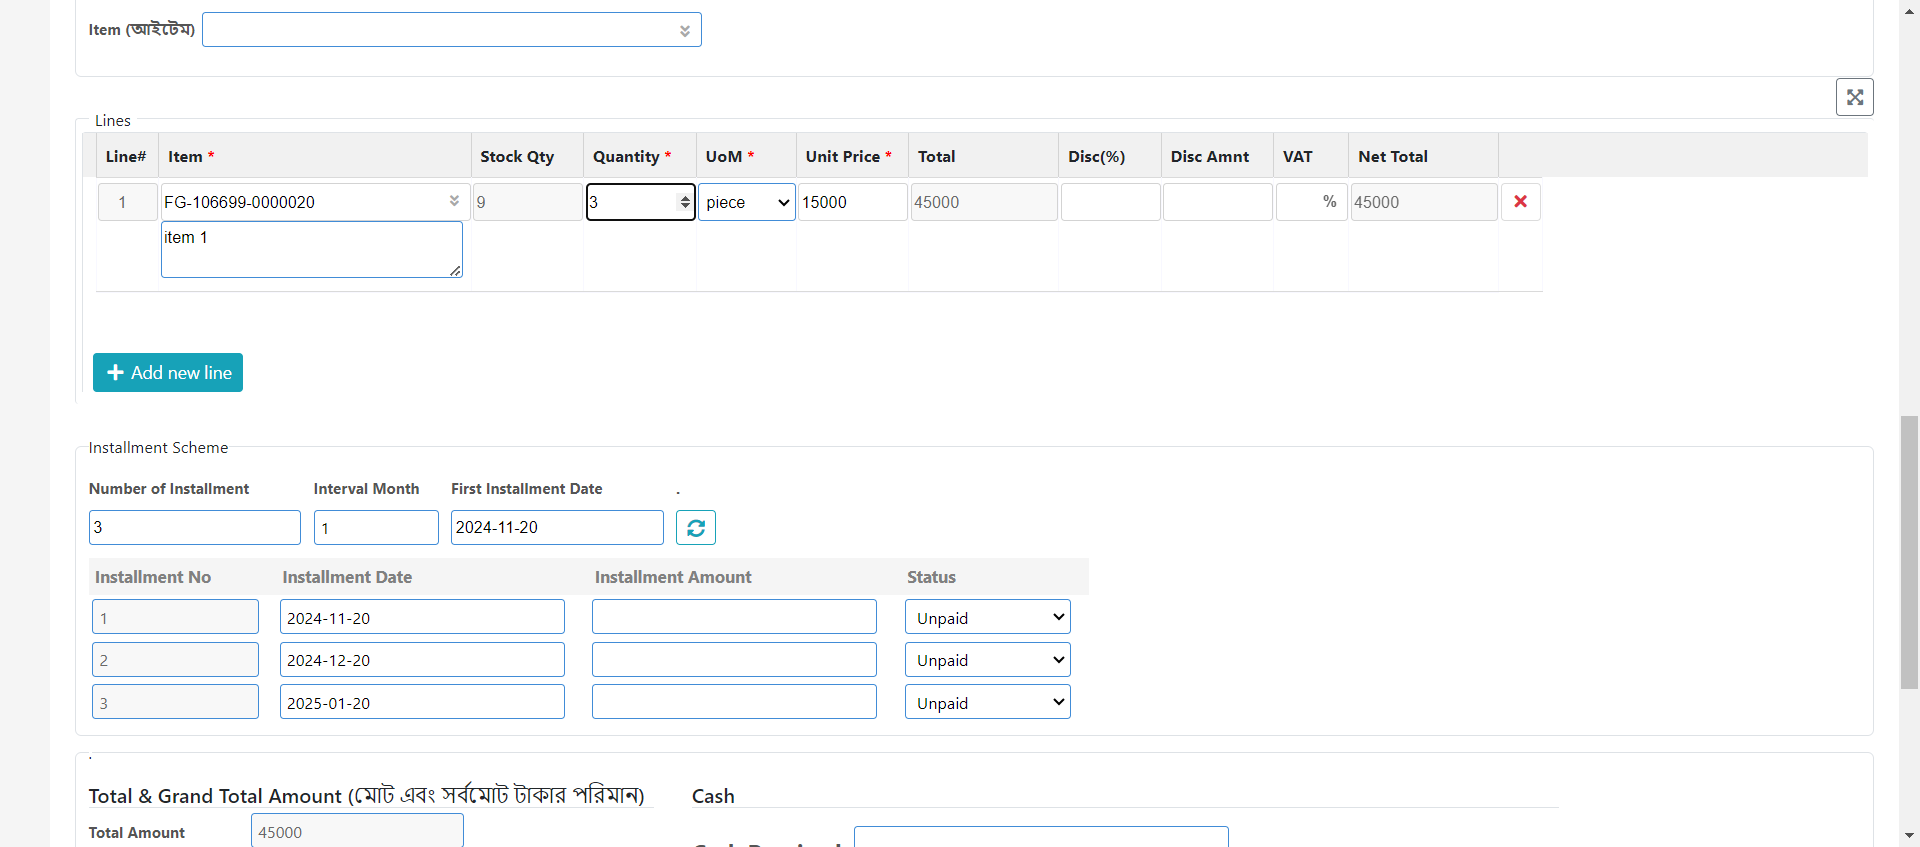 Item (আইটেম)
Lines
Line# Item * Stock Qty Quantity * UoM * Unit Price * Total Disc(%) Disc Amnt VAT Net Total
1 FG-106699-0000020 9 3 piece 15000 45000 % 45000
item 1
Add new line
Installment Scheme
Number of Installment Interval Month First Installment Date .
3 1 2024-11-20
Installment No Installment Date Installment Amount Status
1 2024-11-20 Unpaid
2 2024-12-20 Unpaid
3 2025-01-20 Unpaid
.
Total & Grand Total Amount (মোট এবং সর্বমোট টাকার পরিমান) Cash
Total Amount 45000